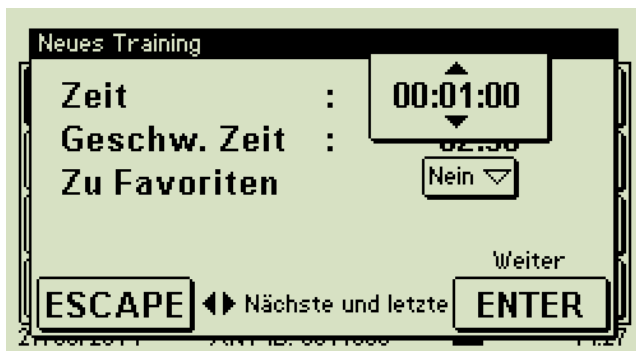 Neues Training
Zeit : 00:01:00
Geschw. Zeit :
Zu Favoriten Nein
Weiter
ESCAPE Nächste und letzte ENTER